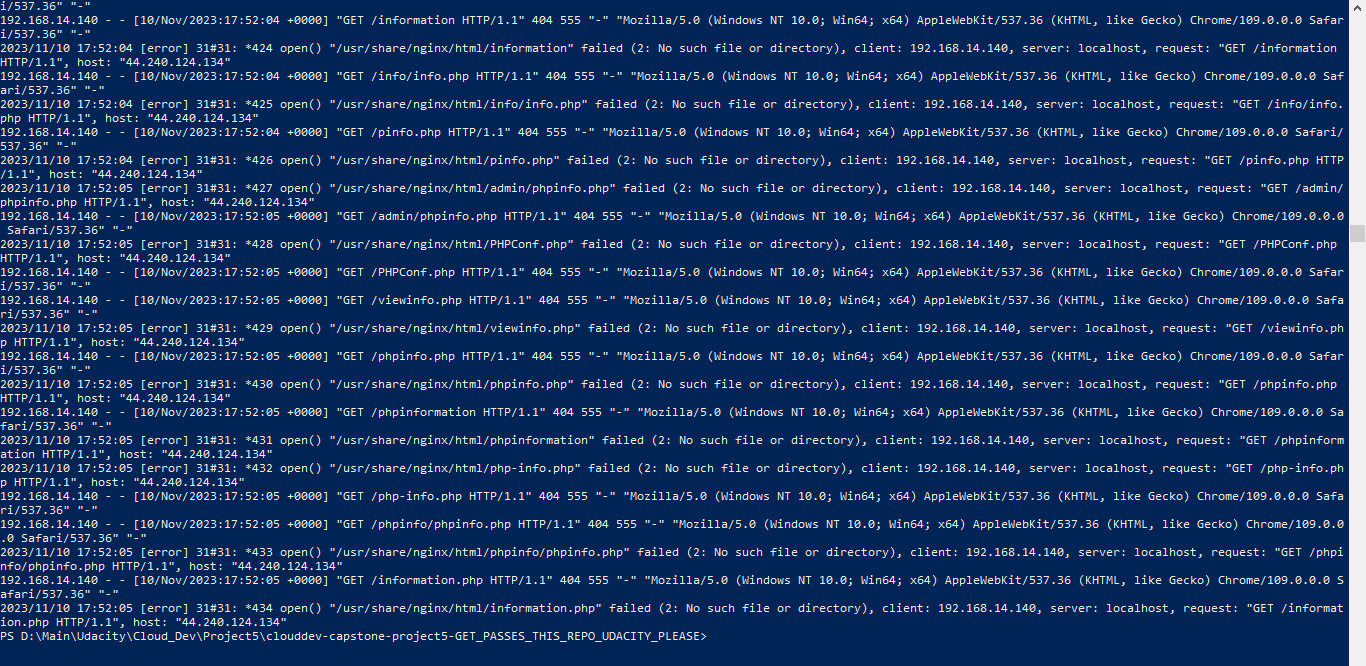 i/537.36" "-"
192.168.14.140 - - [10/Nov/2023:17:52:04 +0000] "GET /information HTTP/1.1" 404 555 "-" "Mozilla/5.0 (Windows NT 10.0; Win64; x64) AppleWebKit/537.36 (KHTML, like Gecko) Chrome/109.0.0.0 Safar
i/537.36" "-"
2023/11/10 17:52:04 [error] 31#31: *424 open() "/usr/share/nginx/html/information" failed (2: No such file or directory), client: 192.168.14.140, server: localhost, request: "GET /information
HTTP/1.1", host: "44.240.124.134"
192.168.14.140 - - [10/Nov/2023:17:52:04 +0000] "GET /info/info.php HTTP/1.1" 404 555 "-" "Mozilla/5.0 (Windows NT 10.0; Win64; x64) AppleWebKit/537.36 (KHTML, like Gecko) Chrome/109.0.0.0 Saf
ari/537.36" "-"
2023/11/10 17:52:04 [error] 31#31: *425 open() "/usr/share/nginx/html/info/info.php" failed (2: No such file or directory), client: 192.168.14.140, server: localhost, request: "GET /info/info.
php HTTP/1.1", host: "44.240.124.134"
192.168.14.140 - - [10/Nov/2023:17:52:04 +0000] "GET /pinfo.php HTTP/1.1" 404 555 "-" "Mozilla/5.0 (Windows NT 10.0; Win64; x64) AppleWebKit/537.36 (KHTML, like Gecko) Chrome/109.0.0.0 Safari/
537.36" "-"
2023/11/10 17:52:04 [error] 31#31: *426 open() "/usr/share/nginx/html/pinfo.php" failed (2: No such file or directory), client: 192.168.14.140, server: localhost, request: "GET /pinfo.php HTTP
/1.1", host: "44.240.124.134"
2023/11/10 17:52:05 [error] 31#31: *427 open() "/usr/share/nginx/html/admin/phpinfo.php" failed (2: No such file or directory), client: 192.168.14.140, server: localhost, request: "GET /admin/
phpinfo.php HTTP/1.1", host: "44.240.124.134"
192.168.14.140 - - [10/Nov/2023:17:52:05 +0000] "GET /admin/phpinfo.php HTTP/1.1" 404 555 "-" "Mozilla/5.0 (Windows NT 10.0; Win64; x64) AppleWebKit/537.36 (KHTML, like Gecko) Chrome/109.0.0.0
Safari/537.36" "-"
2023/11/10 17:52:05 [error] 31#31: *428 open() "/usr/share/nginx/html/PHPConf.php" failed (2: No such file or directory), client: 192.168.14.140, server: localhost, request: "GET /PHPConf.php
HTTP/1.1", host: "44.240.124.134"
192.168.14.140 - - [10/Nov/2023:17:52:05 +0000] "GET /PHPConf.php HTTP/1.1" 404 555 "-" "Mozilla/5.0 (Windows NT 10.0; Win64; x64) AppleWebKit/537.36 (KHTML, like Gecko) Chrome/109.0.0.0 Safar
i/537.36" "-"
192.168.14.140 - - [10/Nov/2023:17:52:05 +0000] "GET /viewinfo.php HTTP/1.1" 404 555 "-" "Mozilla/5.0 (Windows NT 10.0; Win64; x64) AppleWebKit/537.36 (KHTML, like Gecko) Chrome/109.0.0.0 Safa
ri/537.36" "-"
2023/11/10 17:52:05 [error] 31#31: *429 open() "/usr/share/nginx/html/viewinfo.php" failed (2: No such file or directory), client: 192.168.14.140, server: localhost, request: "GET /viewinfo.ph
p HTTP/1.1", host: "44.240.124.134"
192.168.14.140 - - [10/Nov/2023:17:52:05 +0000] "GET /phpinfo.php HTTP/1.1" 404 555 "-" "Mozilla/5.0 (Windows NT 10.0; Win64; x64) AppleWebKit/537.36 (KHTML, like Gecko) Chrome/109.0.0.0 Safar
i/537.36" "-"
2023/11/10 17:52:05 [error] 31#31: *430 open() "/usr/share/nginx/html/phpinfo.php" failed (2: No such file or directory), client: 192.168.14.140, server: localhost, request: "GET /phpinfo.php
HTTP/1.1", host: "44.240.124.134"
192.168.14.140 - - [10/Nov/2023:17:52:05 +0000] "GET /phpinformation HTTP/1.1" 404 555 "-" "Mozilla/5.0 (Windows NT 10.0; Win64; x64) AppleWebKit/537.36 (KHTML, like Gecko) Chrome/109.0.0.0 Sa
fari/537.36" "-"
2023/11/10 17:52:05 [error] 31#31: *431 open() "/usr/share/nginx/html/phpinformation" failed (2: No such file or directory), client: 192.168.14.140, server: localhost, request: "GET /phpinform
ation HTTP/1.1", host: "44.240.124.134"
2023/11/10 17:52:05 [error] 31#31: *432 open() "/usr/share/nginx/html/php-info.php" failed (2: No such file or directory), client: 192.168.14.140, server: localhost, request: "GET /php-info.ph
p HTTP/1.1", host: "44.240.124.134"
192.168.14.140 - - [10/Nov/2023:17:52:05 +0000] "GET /php-info.php HTTP/1.1" 404 555 "-" "Mozilla/5.0 (Windows NT 10.0; Win64; x64) AppleWebKit/537.36 (KHTML, like Gecko) Chrome/109.0.0.0 Safa
ri/537.36" "-"
192.168.14.140 - - [10/Nov/2023:17:52:05 +0000] "GET /phpinfo/phpinfo.php HTTP/1.1" 404 555 "-" "Mozilla/5.0 (Windows NT 10.0; Win64; x64) AppleWebKit/537.36 (KHTML, like Gecko) Chrome/109.0.0
.0 Safari/537.36" "-"
2023/11/10 17:52:05 [error] 31#31: *433 open() "/usr/share/nginx/html/phpinfo/phpinfo.php" failed (2: No such file or directory), client: 192.168.14.140, server: localhost, request: "GET /phpi
nfo/phpinfo.php HTTP/1.1", host: "44.240.124.134"
192.168.14.140 - - [10/Nov/2023:17:52:05 +0000] "GET /information.php HTTP/1.1" 404 555 "-" "Mozilla/5.0 (Windows NT 10.0; Win64; x64) AppleWebKit/537.36 (KHTML, like Gecko) Chrome/109.0.0.0 S
afari/537.36" "-"
2023/11/10 17:52:05 [error] 31#31: *434 open() "/usr/share/nginx/html/information.php" failed (2: No such file or directory), client: 192.168.14.140, server: localhost, request: "GET /informat
ion.php HTTP/1.1", host: "44.240.124.134"
PS D:\Main\Udacity\Cloud_Dev\Project5\clouddev-capstone-project5-GET_PASSES_THIS_REPO_UDACITY_PLEASE>